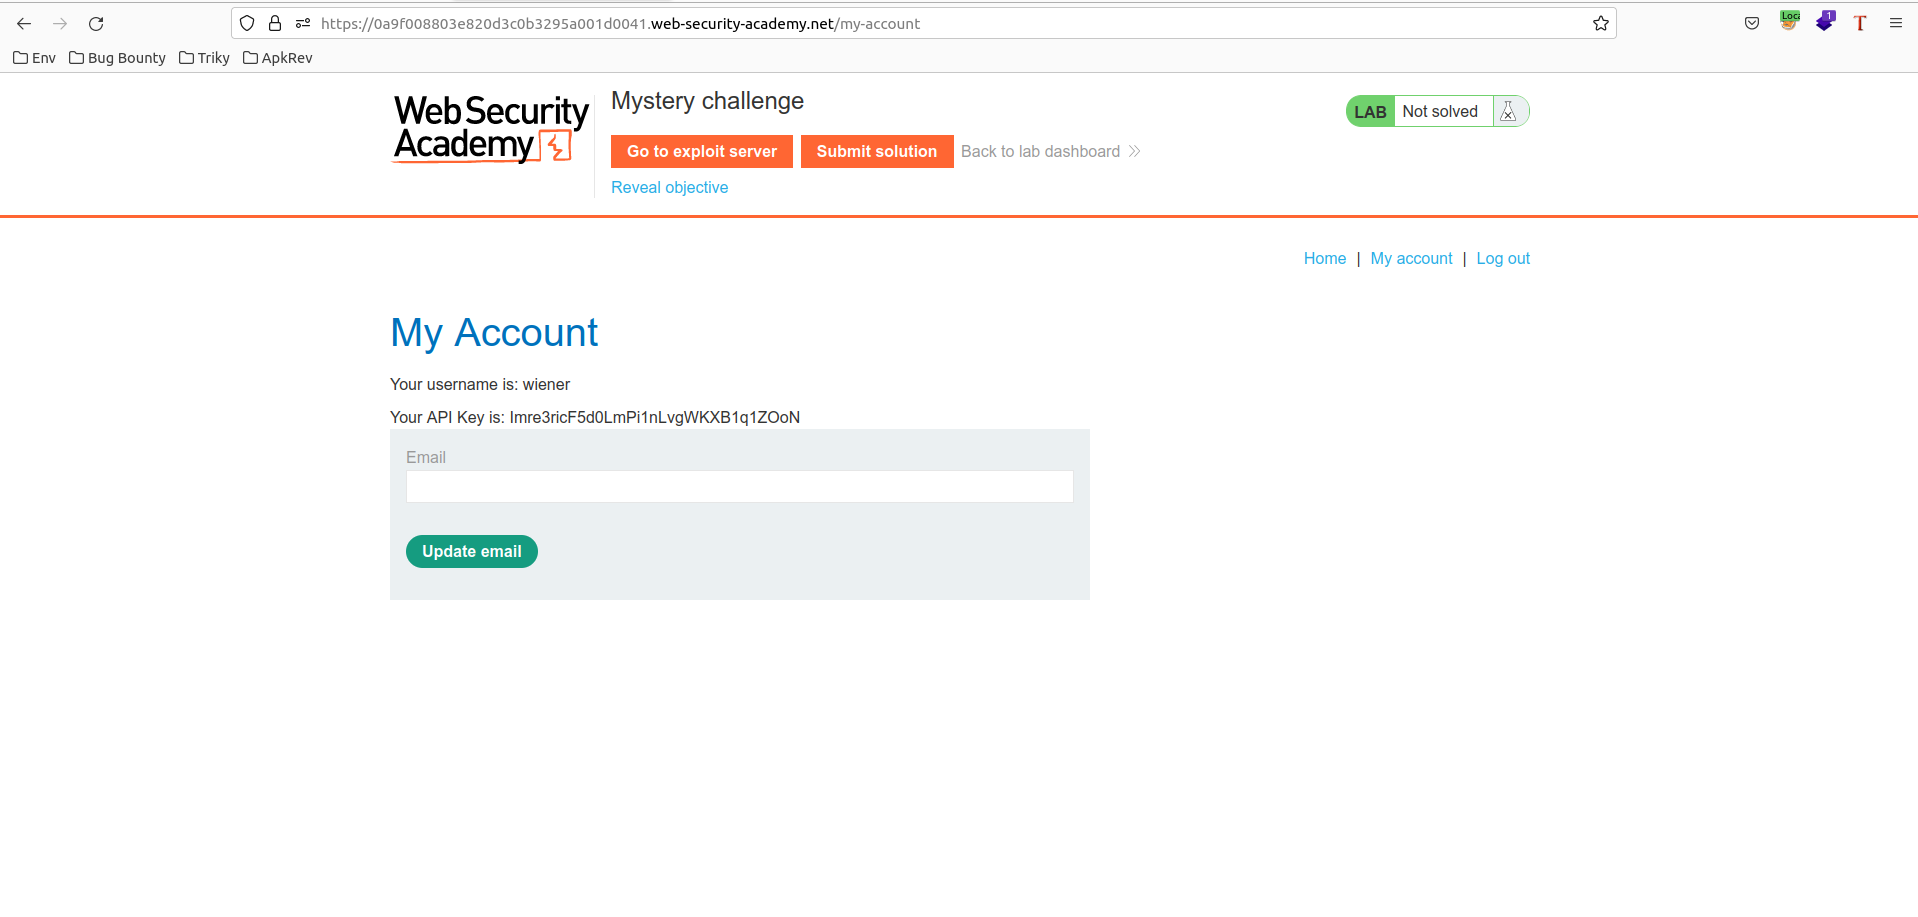 https://0a9f008803e820d3c0b3295a001d0041.web-security-academy.net/my-account
Loca
1
T
Env Bug Bounty Triky ApkRev
Web Security
Academy
Mystery challenge
LAB Not solved
Go to exploit server Submit solution Back to lab dashboard
Reveal objective
Home | My account | Log out
My Account
Your username is: wiener
Your API Key is: Imre3ricF5d0LmPi1nLvgWKXB1q1ZOoN
Email
Update email